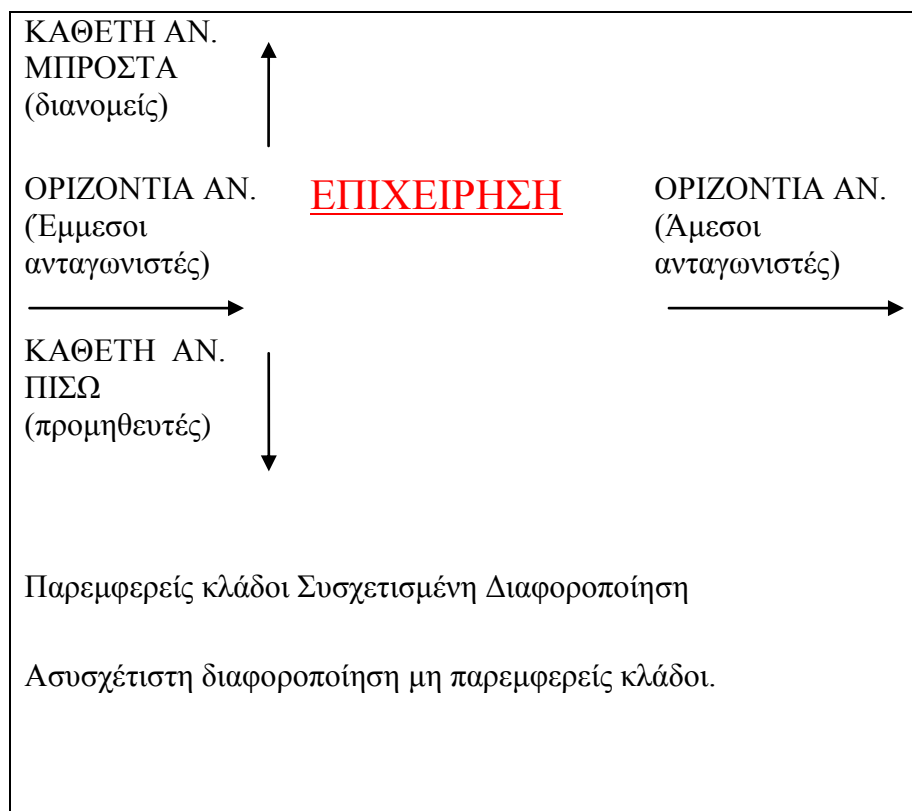 ΚΑΘΕΤΗ ΑΝ.
ΜΠΡΟΣΤΑ
(διανομείς)
ΟΡΙΖΟΝΤΙΑ ΑΝ.
(Έμμεσοι
ανταγωνιστές)
ΕΠΙΧΕΙΡΗΣΗ
ΟΡΙΖΟΝΤΙΑ ΑΝ.
(Άμεσοι
ανταγωνιστές)
ΚΑΘΕΤΗ ΑΝ.
ΠΙΣΩ
(προμηθευτές)
Παρεμφερείς κλάδοι Συσχετισμένη Διαφοροποίηση
Ασυσχέτιστη διαφοροποίηση μη παρεμφερείς κλάδοι.